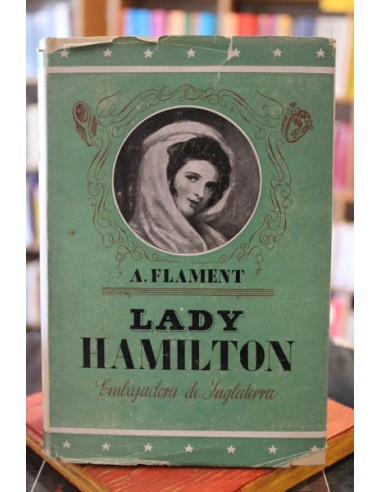 A. FLAMENT
LADY
HAMILTON
Embajadora de Inglaterra